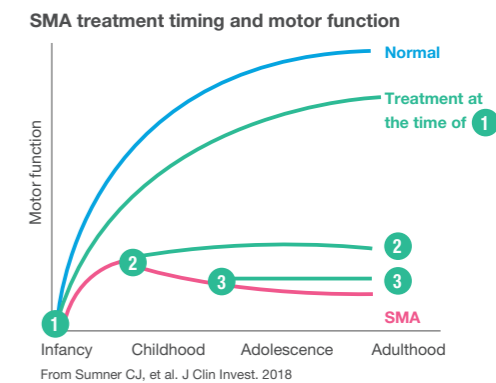 SMA treatment timing and motor function
Motor function
Normal
Treatment at
the time of 1
2
3
SMA
1
2
3
Infancy Childhood Adolescence Adulthood
From Sumner CJ, et al. J Clin Invest. 2018